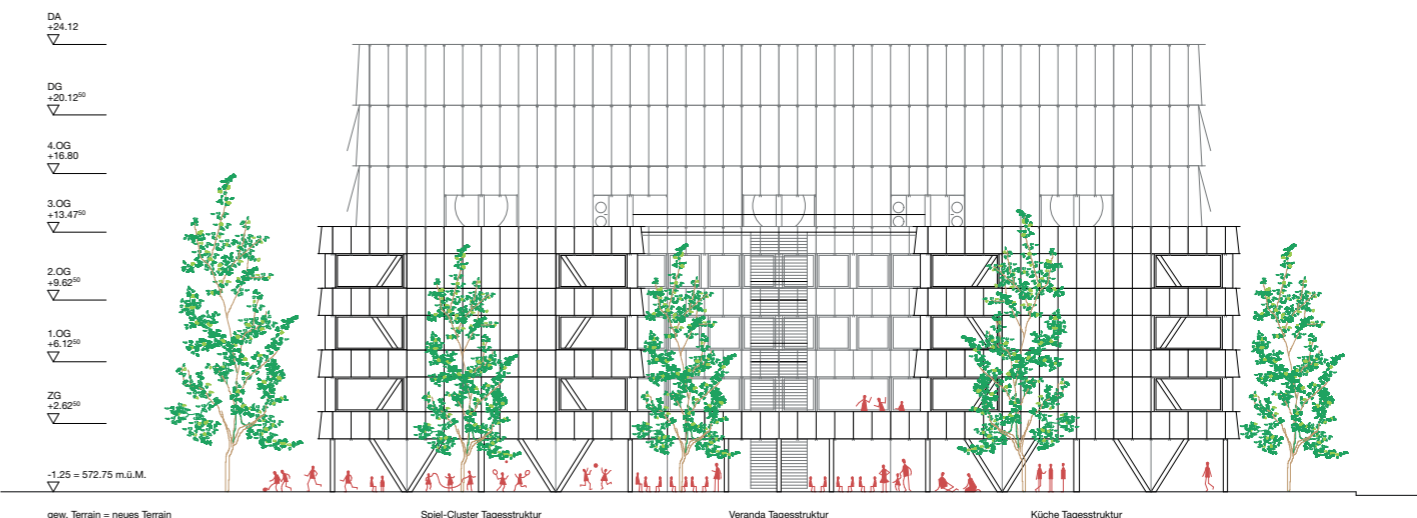 DA
+24.12
DG
+20.12⁵⁰
4.OG
+16.80
3.OG
+13.47⁵⁰
2.OG
+9.62⁵⁰
1.OG
+6.12⁵⁰
ZG
+2.62⁵⁰
-1.25 = 572.75 m.ü.M.
gew. Terrain = neues Terrain
Spiel-Cluster Tagesstruktur
Veranda Tagesstruktur
Küche Tagesstruktur